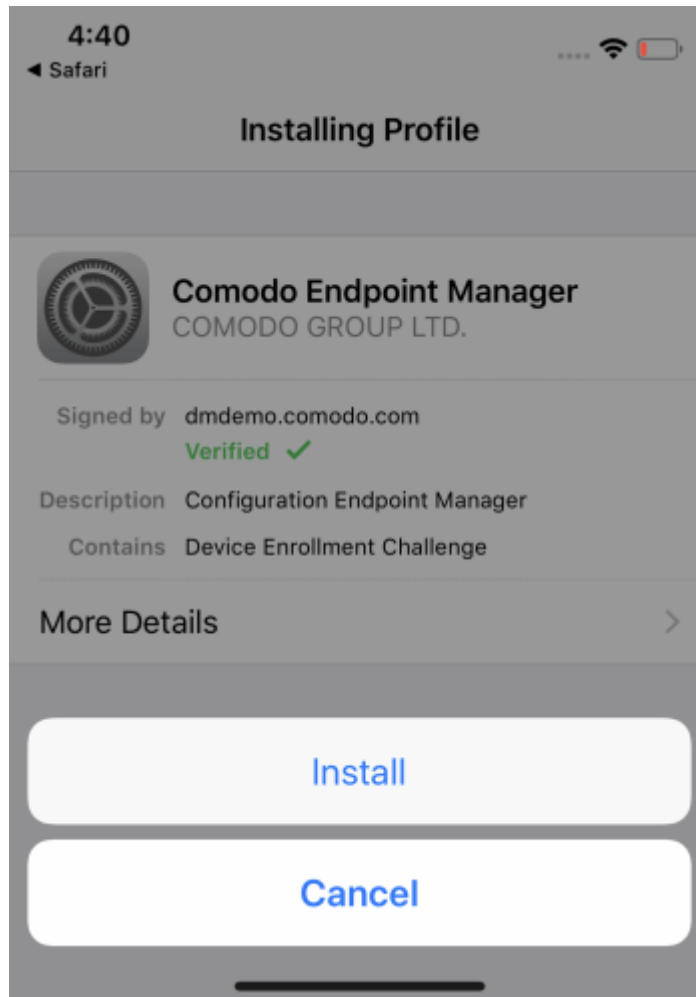 4:40
◀ Safari
Installing Profile
Comodo Endpoint Manager
COMODO GROUP LTD.
Signed by dmdemo.comodo.com
Verified ✓
Description Configuration Endpoint Manager
Contains Device Enrollment Challenge
More Details
Install
Cancel